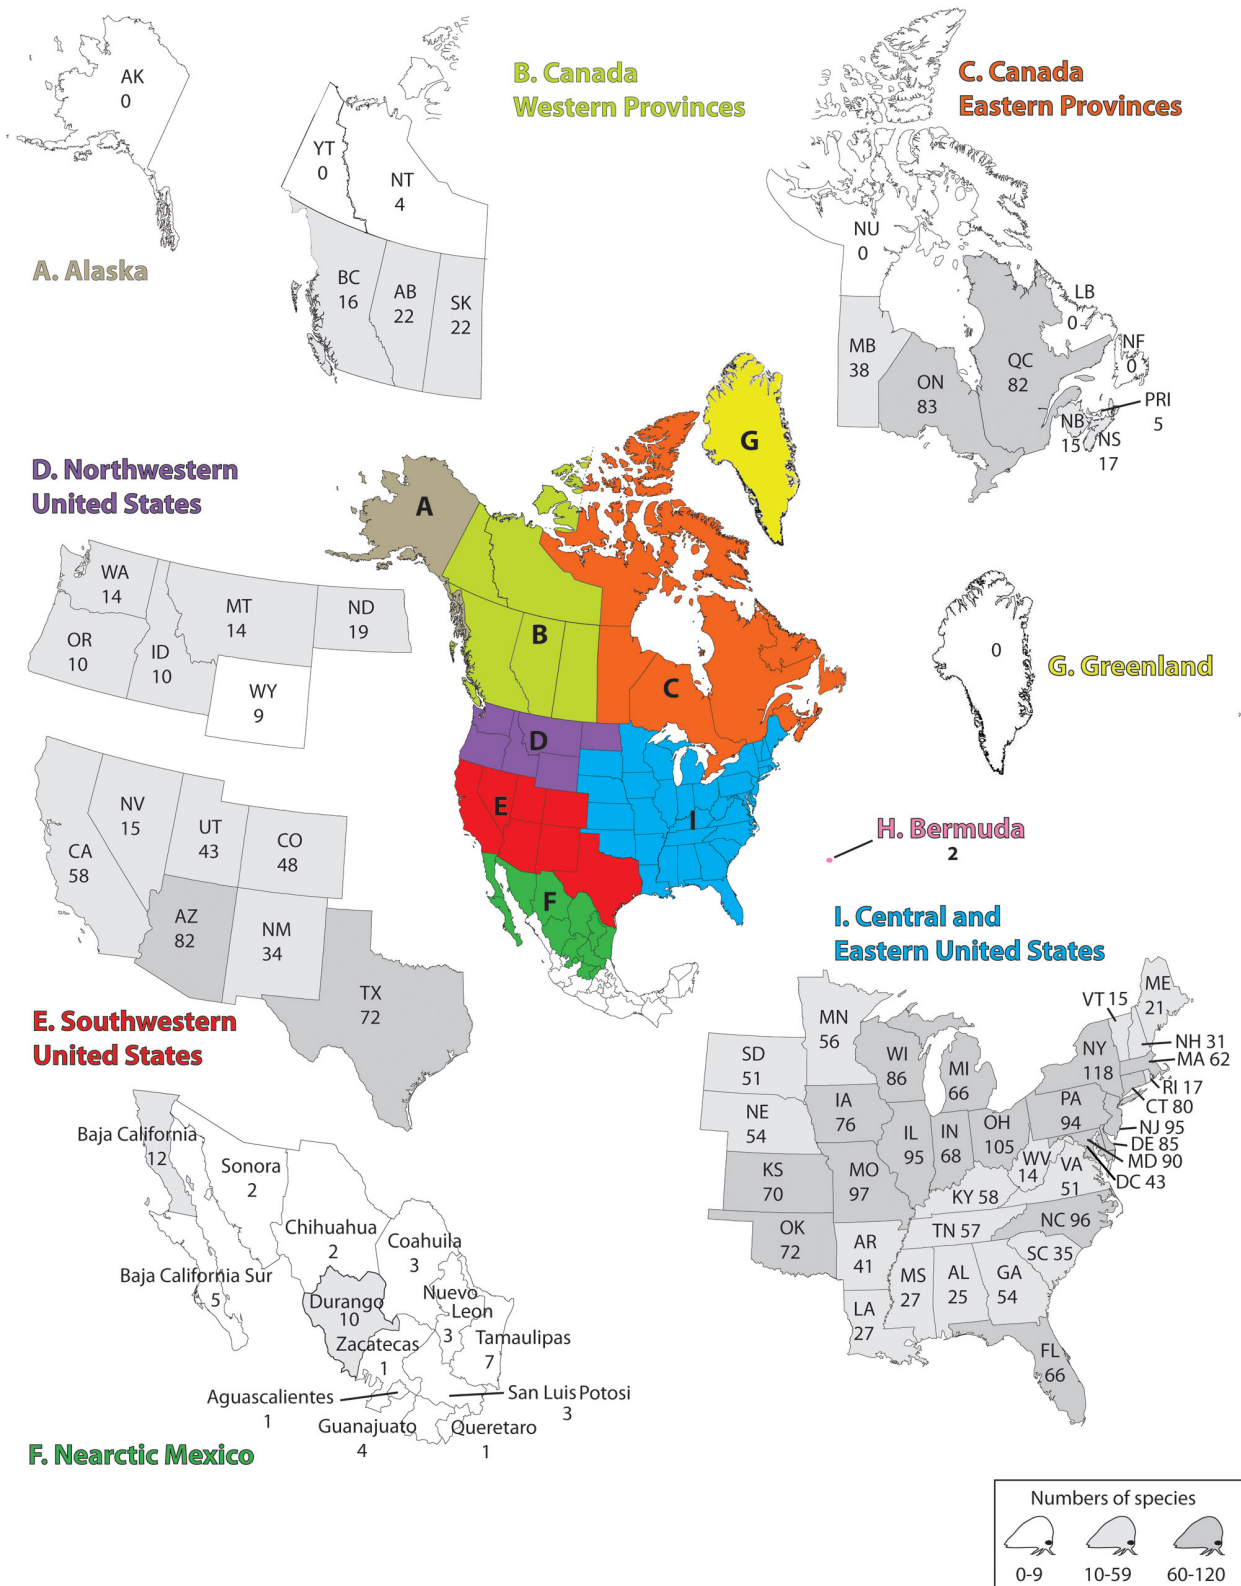 AK
0
A. Alaska
B. Canada
Western Provinces
YT
0
NT
4
BC
16
AB
22
SK
22
C. Canada
Eastern Provinces
NU
0
LB
0
NF
0
MB
38
ON
83
QC
82
PRI
5
NB
15
NS
17
D. Northwestern
United States
WA
14
MT
14
ND
19
OR
10
ID
10
WY
9
A
B
C
D
E
F
G
I
0
G. Greenland
H. Bermuda
2
NV
15
UT
43
CO
48
CA
58
AZ
82
NM
34
TX
72
E. Southwestern
United States
I. Central and
Eastern United States
ME
21
VT 15
MN
56
NH 31
MA 62
NY
118
WI
86
MI
66
SD
51
RI 17
CT 80
PA
94
NJ 95
DE 85
MD 90
DC 43
NE
54
IA
76
IL
95
IN
68
OH
105
WV
14
VA
51
KS
70
MO
97
KY 58
NC 96
OK
72
AR
41
TN 57
SC 35
MS
27
AL
25
GA
54
LA
27
FL
66
Baja California
12
Sonora
2
Chihuahua
2
Coahuila
3
Baja California Sur
5
Durango
10
Nuevo
Leon
3
Zacatecas
1
Tamaulipas
7
Aguascalientes
1
San Luis Potosi
3
Guanajuato
4
Queretaro
1
F. Nearctic Mexico
Numbers of species
0-9
10-59
60-120